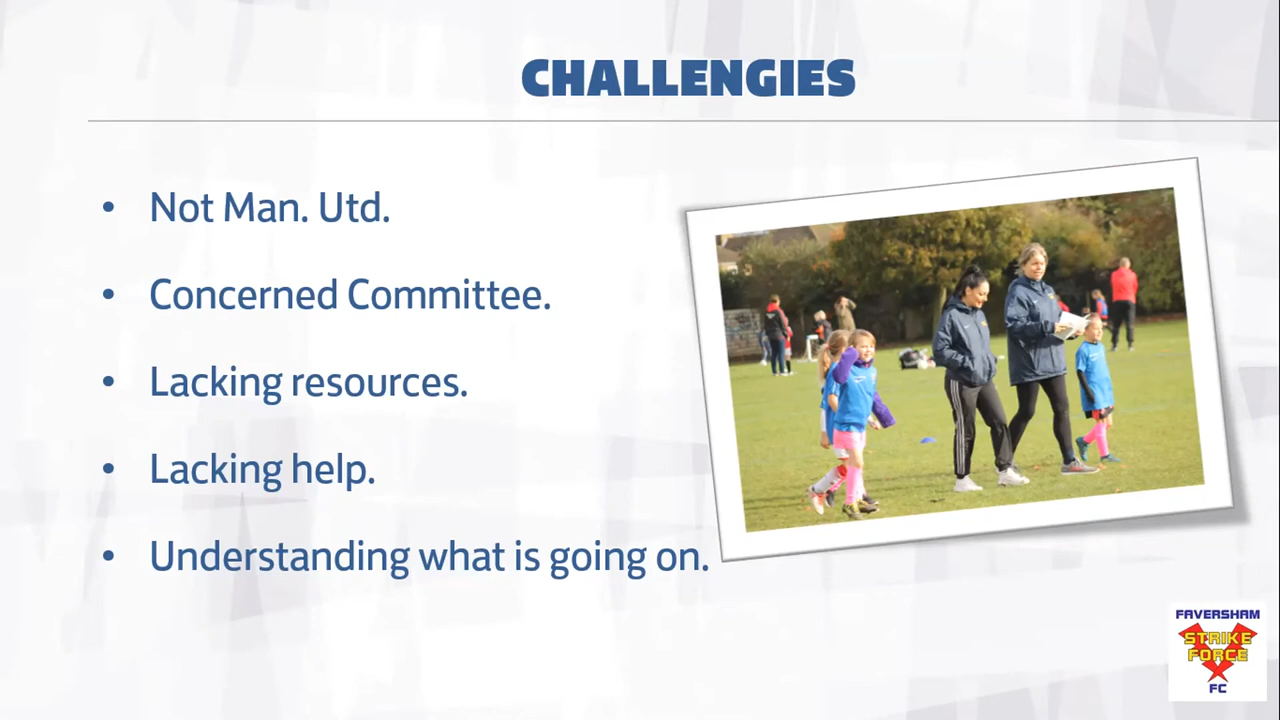 CHALLENGIES
Not Man. Utd.
Concerned Committee.
Lacking resources.
Lacking help.
Understanding what is going on.
FAVERSHAM
STRIKE
FORCE
FC